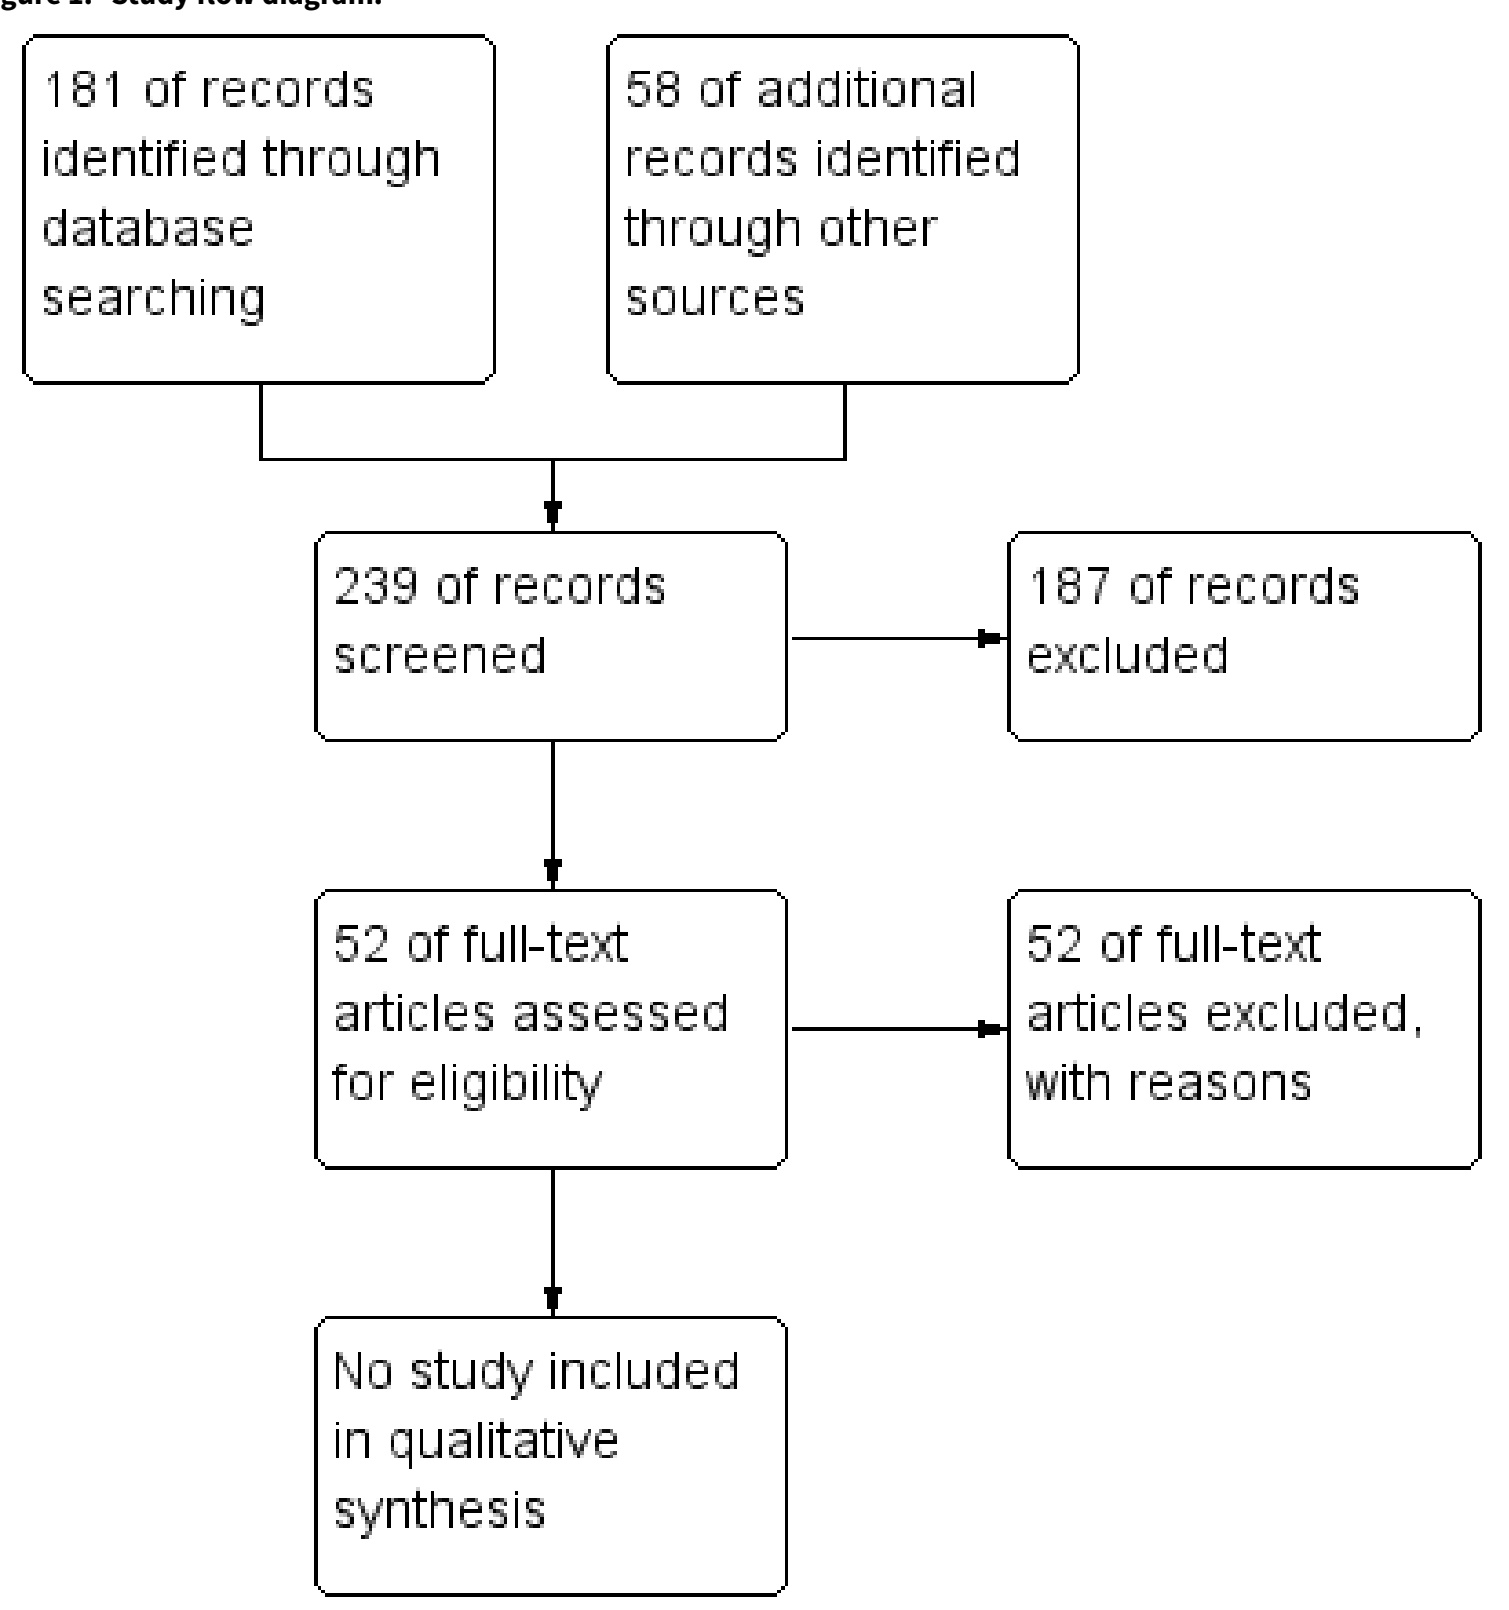 Study flow diagram.
181 of records
identified through
database
searching
58 of additional
records identified
through other
sources
239 of records
screened
187 of records
excluded
52 of full-text
articles assessed
for eligibility
52 of full-text
articles excluded,
with reasons
No study included
in qualitative
synthesis